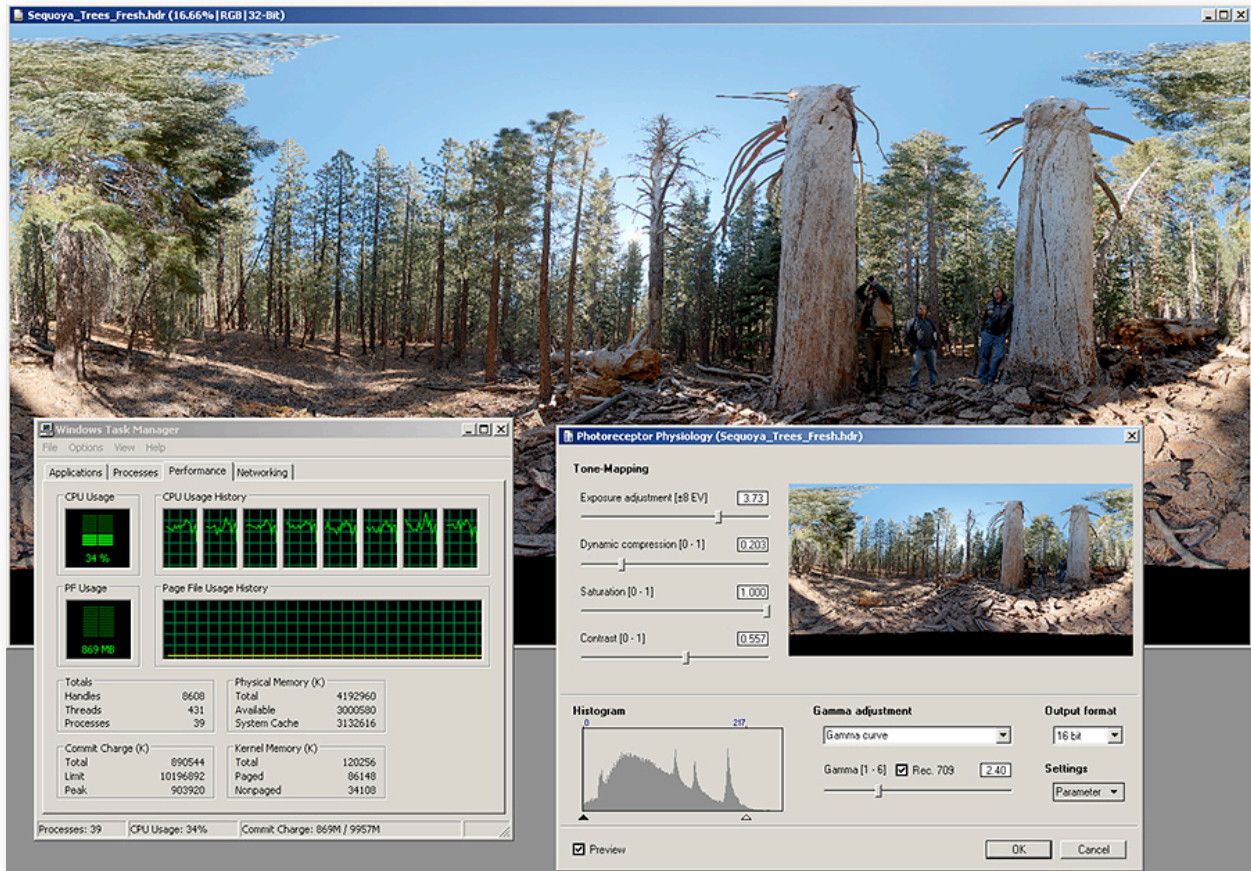 Sequoya_Trees_Fresh.hdr (16.66%|RGB|32-Bit)
Windows Task Manager
File Options View Help
Applications Processes Performance Networking
CPU Usage
CPU Usage History
34 %
PF Usage
Page File Usage History
869 MB
Totals
Handles 8608
Threads 431
Processes 39
Physical Memory (K)
Total 4192960
Available 3000580
System Cache 3132616
Commit Charge (K)
Total 890544
Limit 10196892
Peak 903920
Kernel Memory (K)
Total 120256
Paged 86148
Nonpaged 34108
Processes: 39 CPU Usage: 34% Commit Charge: 869M / 9957M
Photoreceptor Physiology (Sequoya_Trees_Fresh.hdr)
Tone-Mapping
Exposure adjustment [±8 EV] 3.73
Dynamic compression [0 - 1] 0.203
Saturation [0 - 1] 1.000
Contrast [0 - 1] 0.557
Histogram
0 217
Gamma adjustment
Gamma curve
Gamma [1 - 6] Rec. 709 2.40
Output format
16 bit
Settings
Parameter
Preview
OK Cancel